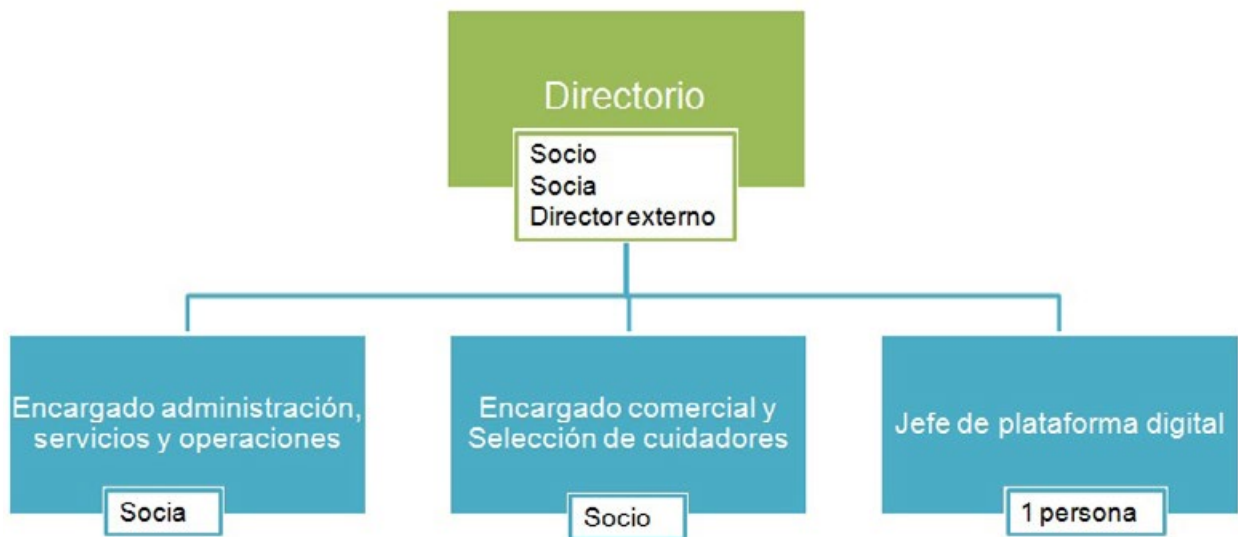 Directorio
Socio
Socia
Director externo
Encargado administración,
servicios y operaciones
Socia
Encargado comercial y
Selección de cuidadores
Socio
Jefe de plataforma digital
1 persona